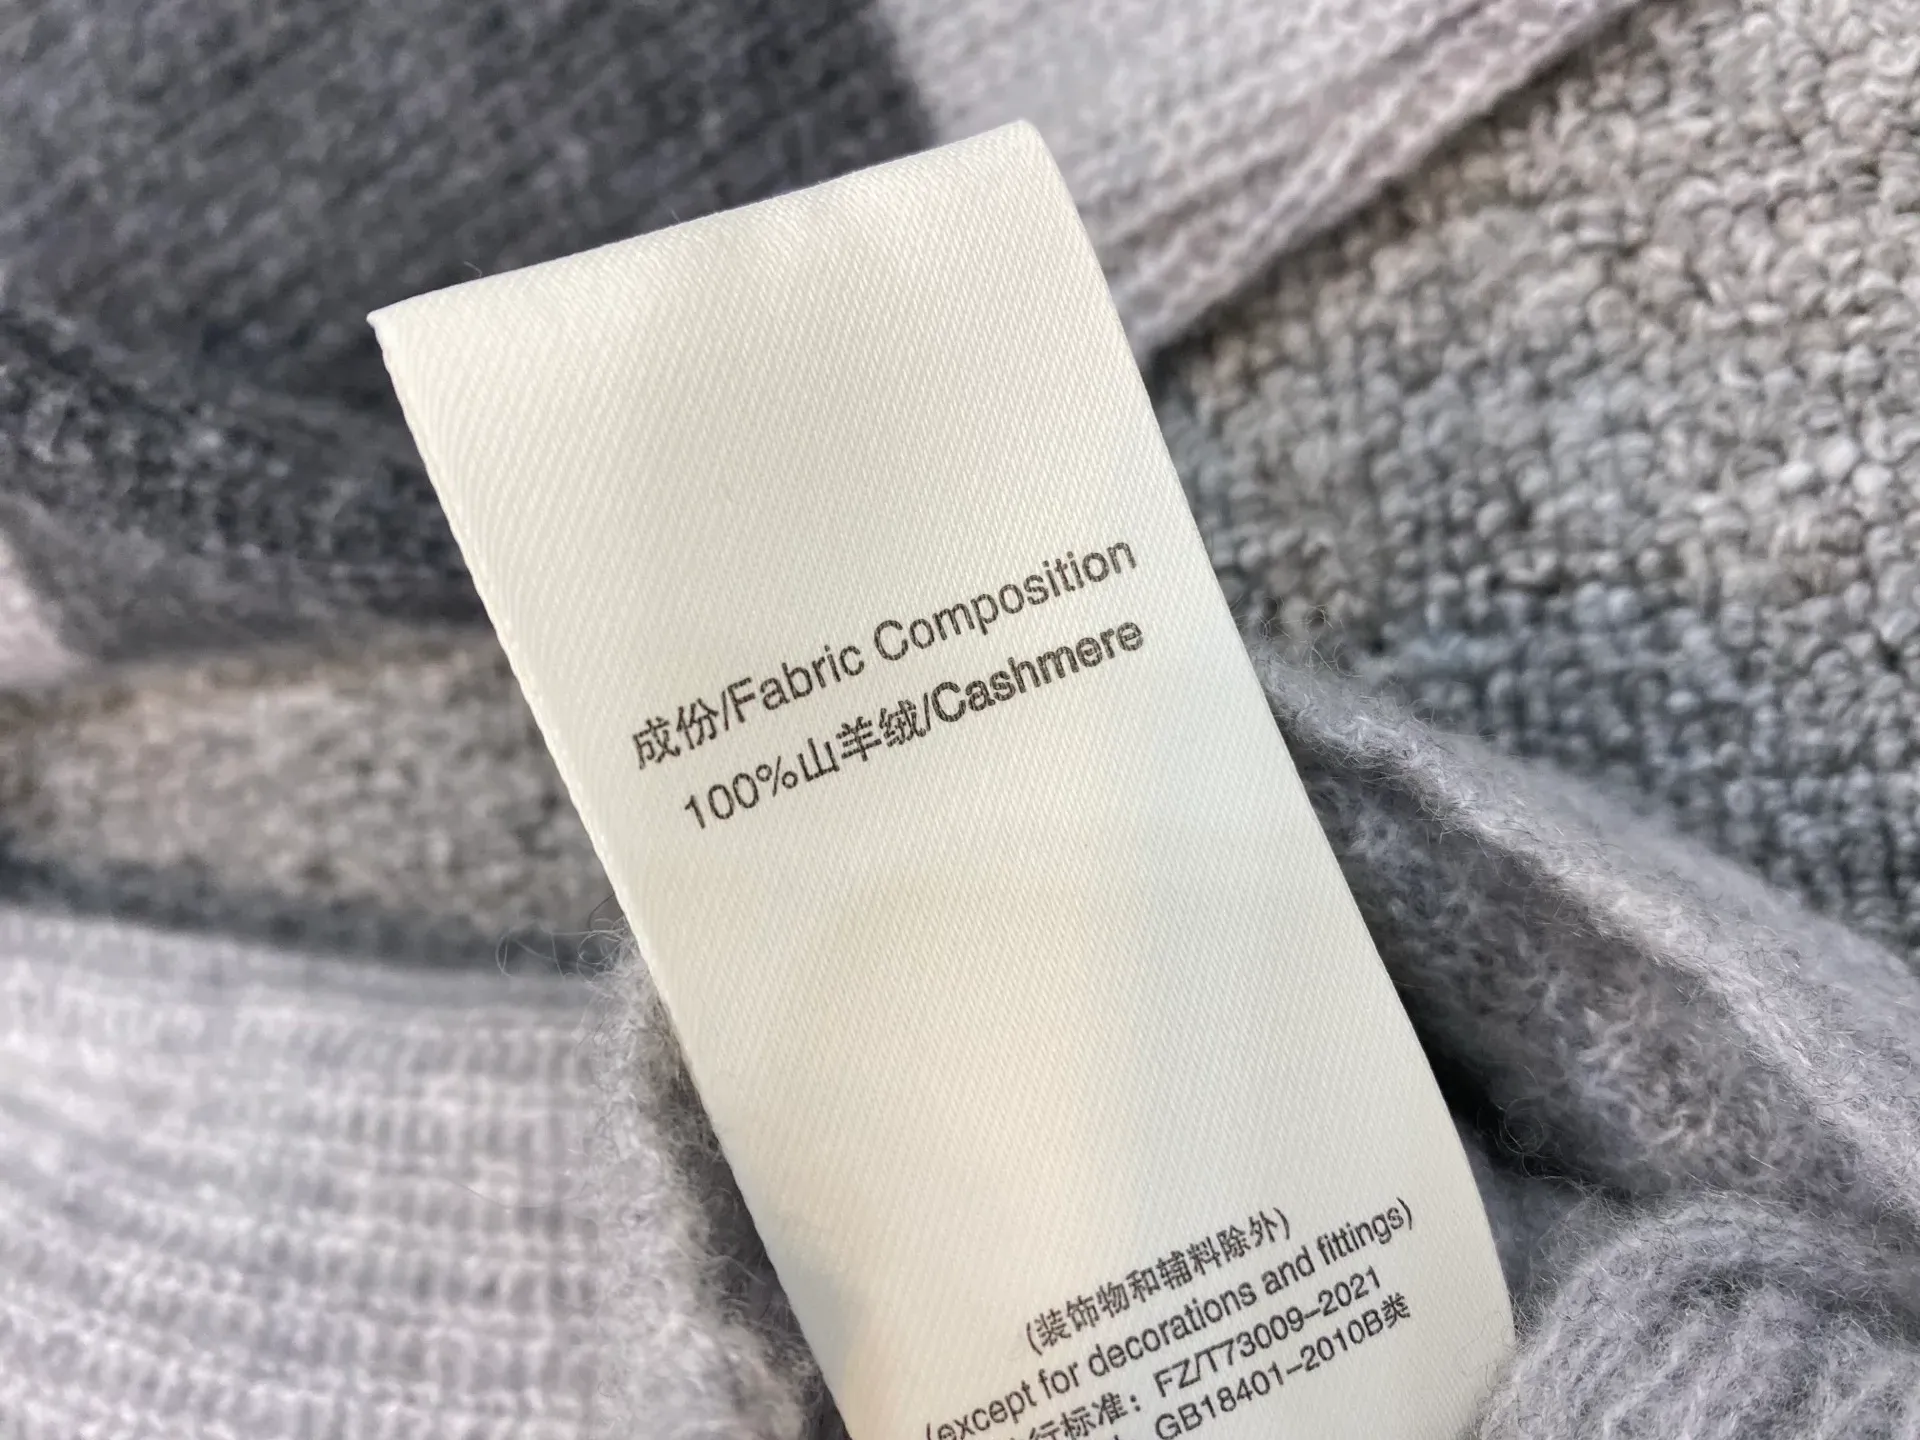 成份/Fabric Composition
100%山羊绒/Cashmere
(装饰物和辅料除外)
(except for decorations and fittings)
行标准：FZ/T73009–2021
GB18401–2010B类